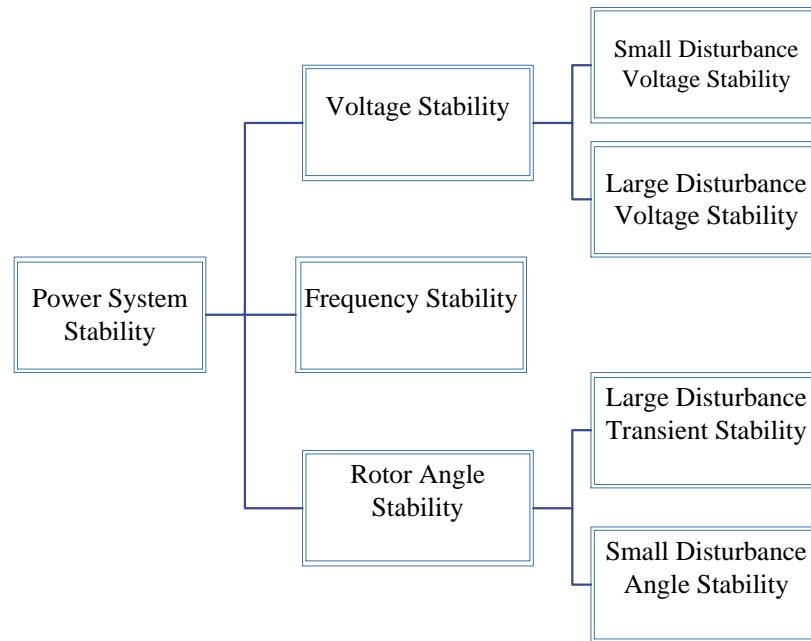 Small Disturbance
Voltage Stability
Voltage Stability
Large Disturbance
Voltage Stability
Power System
Stability
Frequency Stability
Large Disturbance
Transient Stability
Rotor Angle
Stability
Small Disturbance
Angle Stability